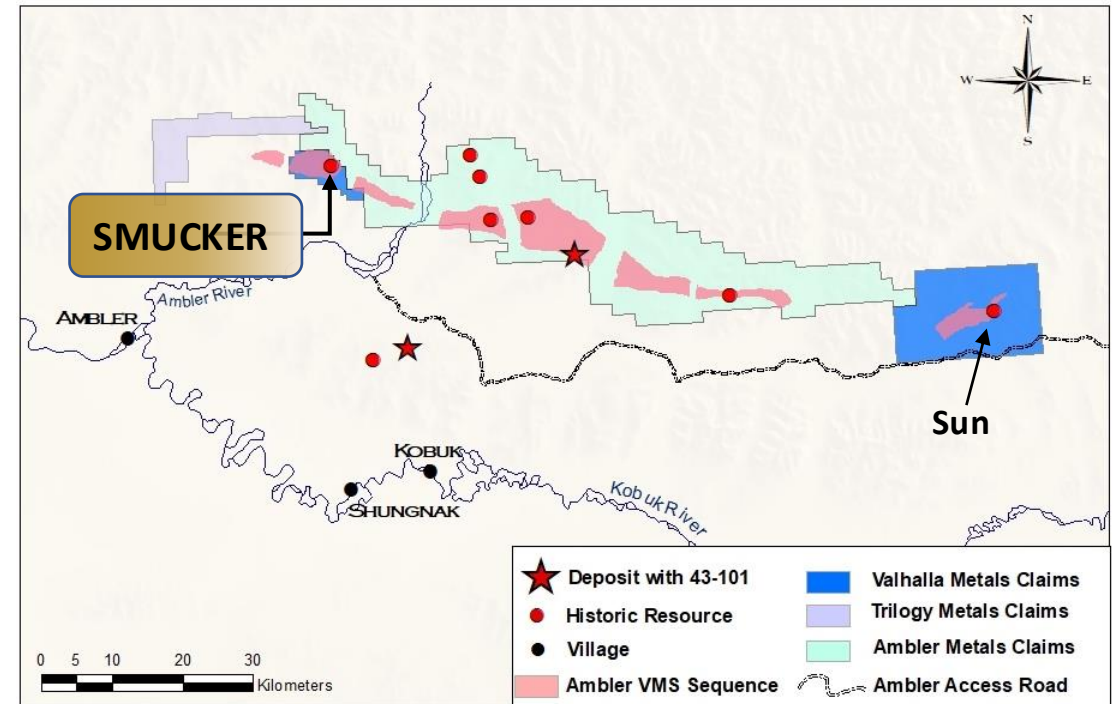 N
W E
S
SMUCKER
Ambler River
AMBLER
Sun
KOBUK
SHUNGNAK
Kobuk River
Deposit with 43-101
Historic Resource
Village
Ambler VMS Sequence
Valhalla Metals Claims
Trilogy Metals Claims
Ambler Metals Claims
Ambler Access Road
0 5 10 20 30
Kilometers